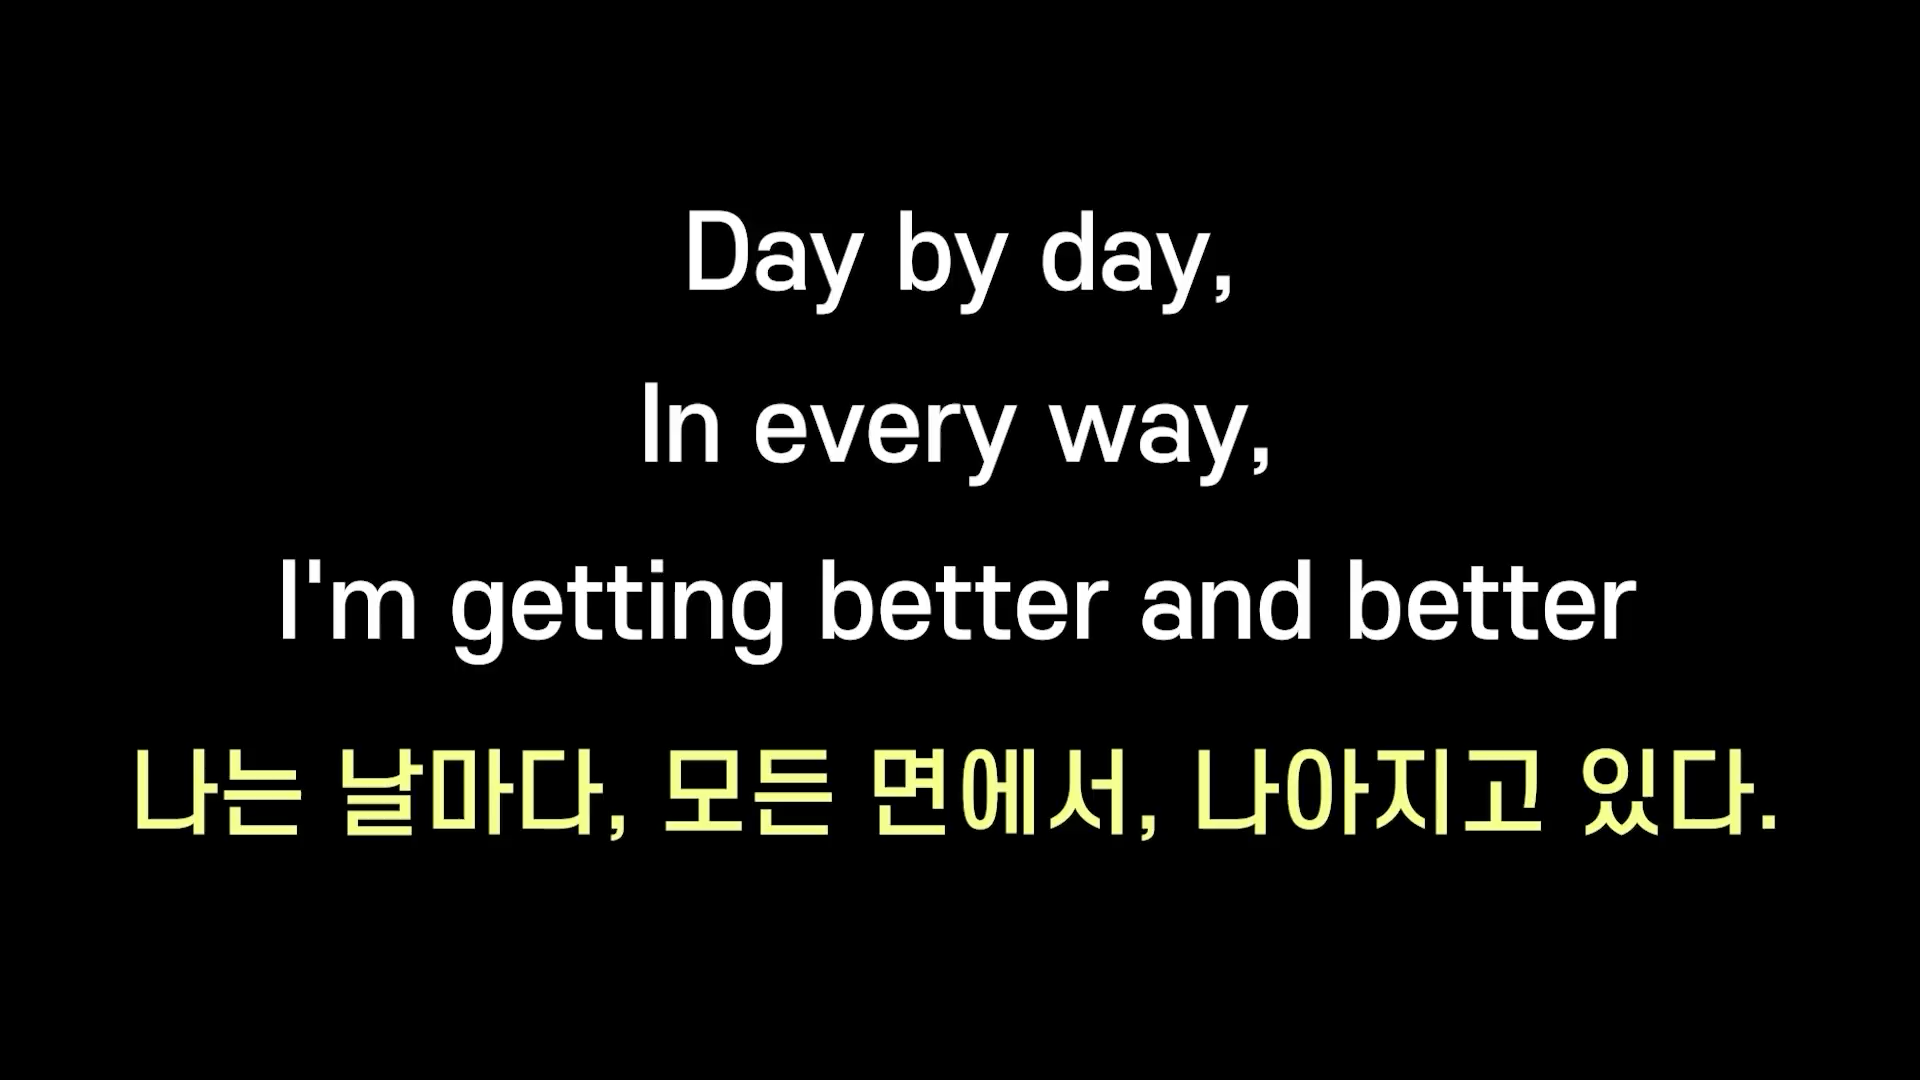 Day by day,
In every way,
I'm getting better and better
나는 날마다, 모든 면에서, 나아지고 있다.